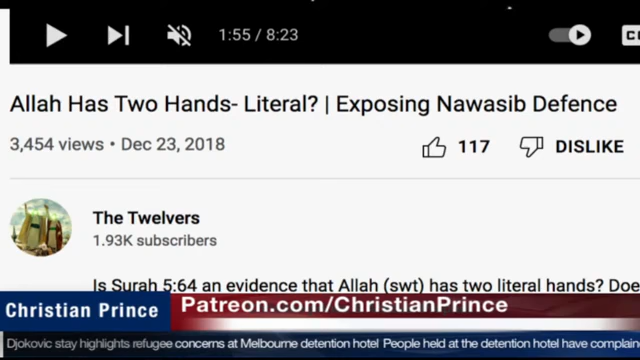 1:55 / 8:23
CC
Allah Has Two Hands- Literal? | Exposing Nawasib Defence
3,454 views • Dec 23, 2018
117 DISLIKE
The Twelvers
1.93K subscribers
Is Surah 5:64 an evidence that Allah (swt) has two literal hands? Doe
Christian Prince
Patreon.com/ChristianPrince
Djokovic stay highlights refugee concerns at Melbourne detention hotel People held at the detention hotel have complain